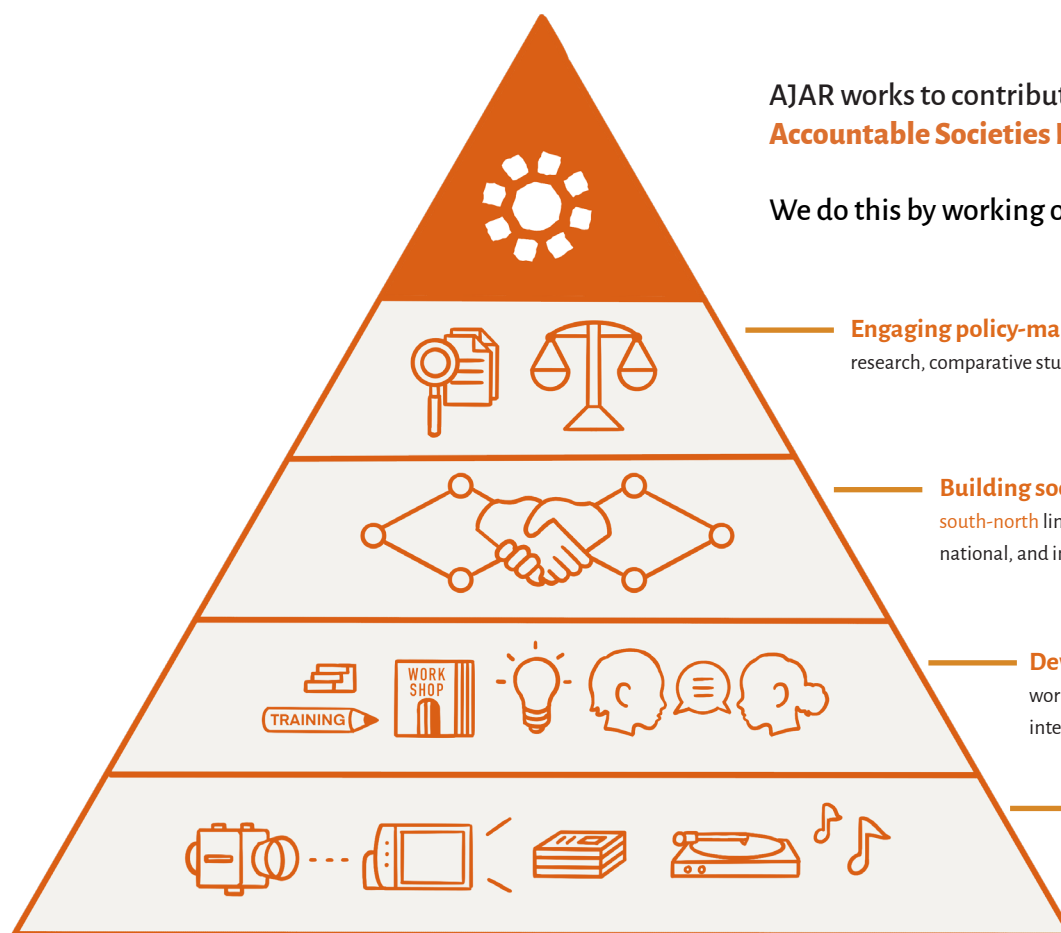 AJAR works to contribut
Accountable Societies
We do this by working o
Engaging policy-ma
research, comparative stu
Building so
south-north lin
national, and i
De
wor
inte
WORK
SHOP
TRAINING